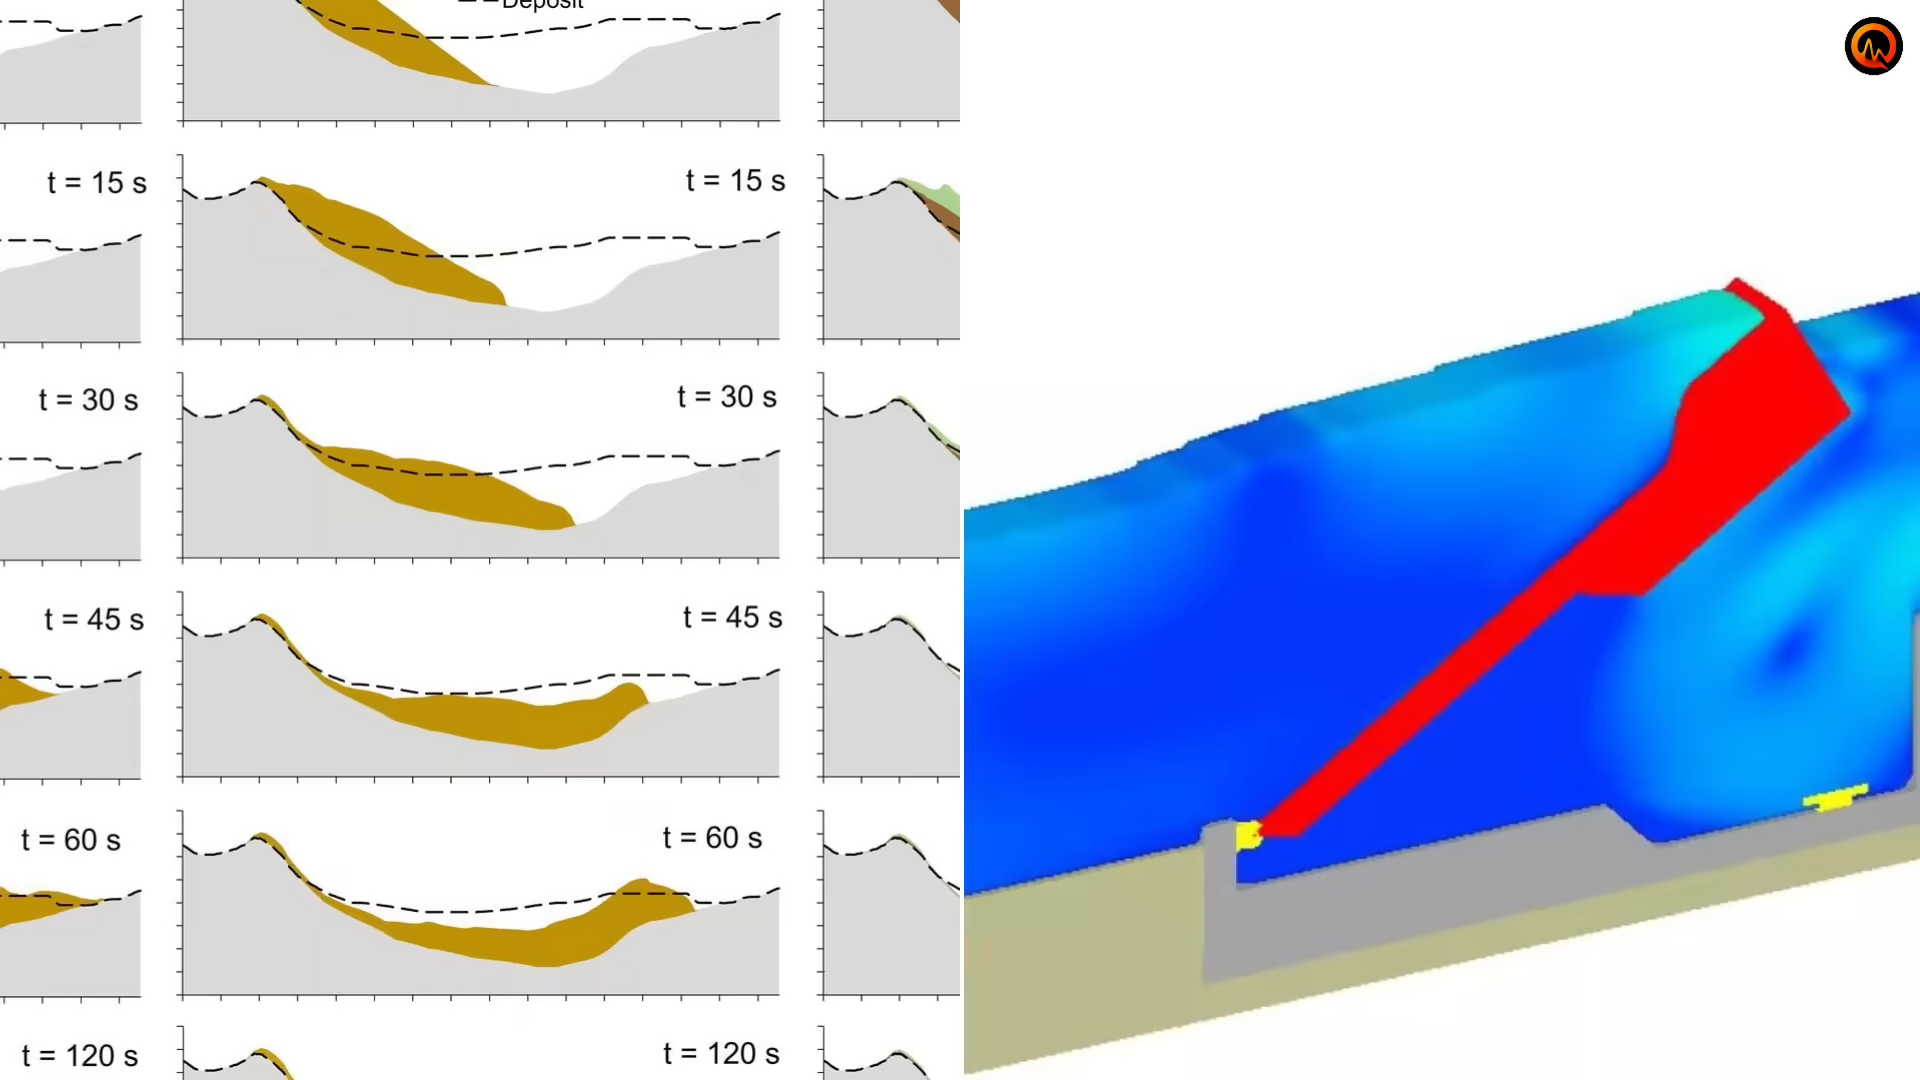 Deposit
t = 15 s
t = 15 s
t = 30 s
t = 30 s
t = 45 s
t = 45 s
t = 60 s
t = 60 s
t = 120 s
t = 120 s